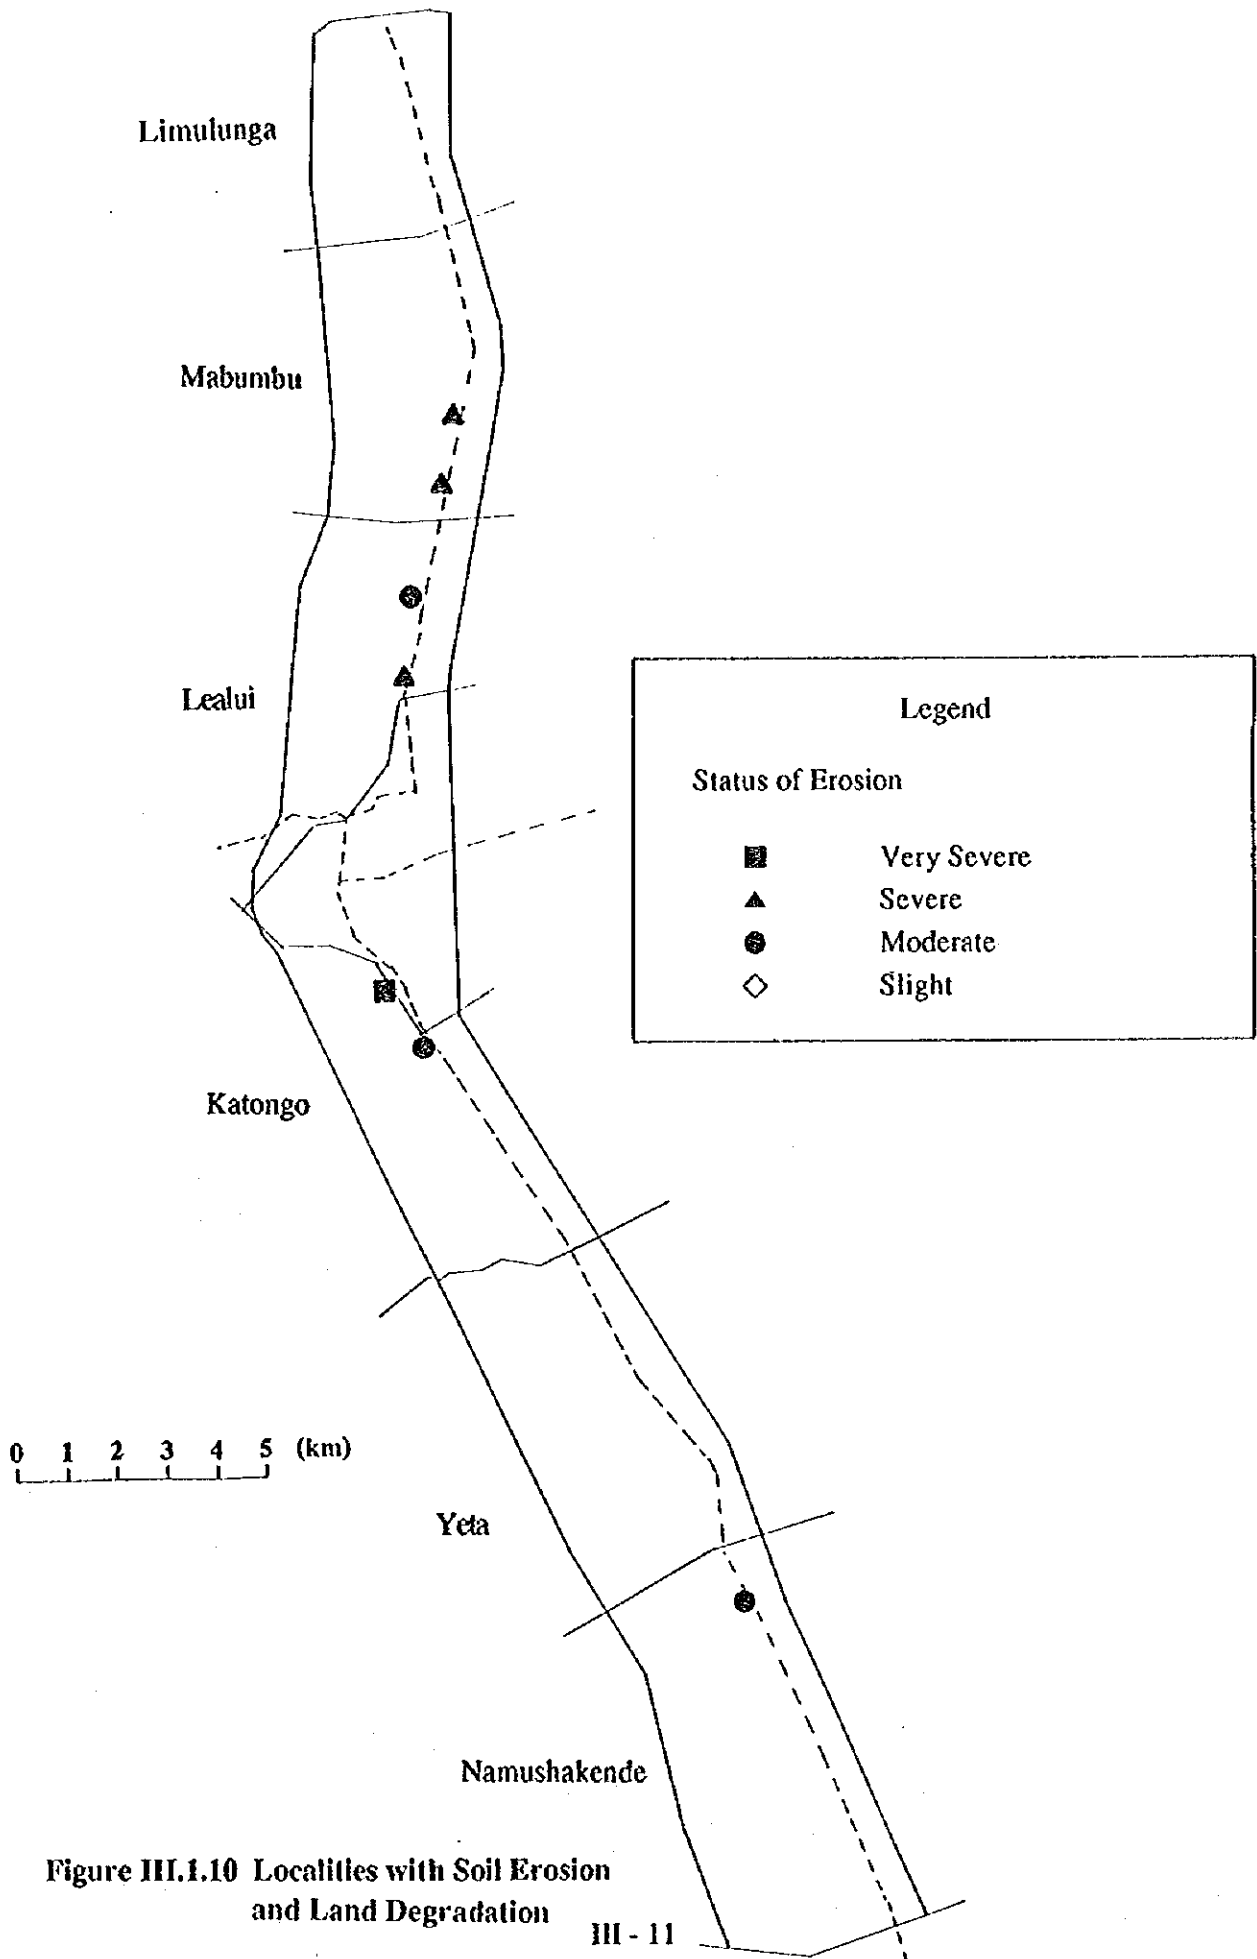 Limulunga
Mabumbu
Lealui
Legend
Status of Erosion
Very Severe
Severe
Moderate
Slight
Katongo
0 1 2 3 4 5 (km)
Yeta
Namushakende
Figure III.1.10 Localities with Soil Erosion
and Land Degradation
III - 11